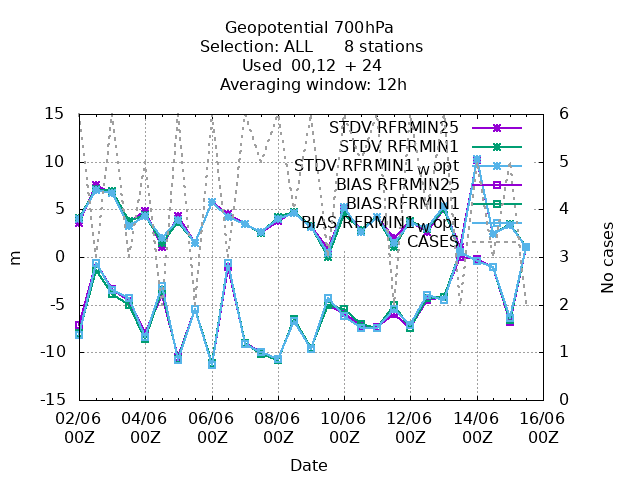 Geopotential 700hPa
Selection: ALL 8 stations
Used 00,12 + 24
Averaging window: 12h
15
10
5
0
-5
-10
-15
m
6
5
4
3
2
1
0
No cases
STDV RFRMIN25
STDV RFRMIN1
STDV RFRMIN1_w_opt
BIAS RFRMIN25
BIAS RFRMIN1
BIAS RFRMIN1_w_opt
CASES
02/06 04/06 06/06 08/06 10/06 12/06 14/06 16/06
00Z 00Z 00Z 00Z 00Z 00Z 00Z 00Z
Date